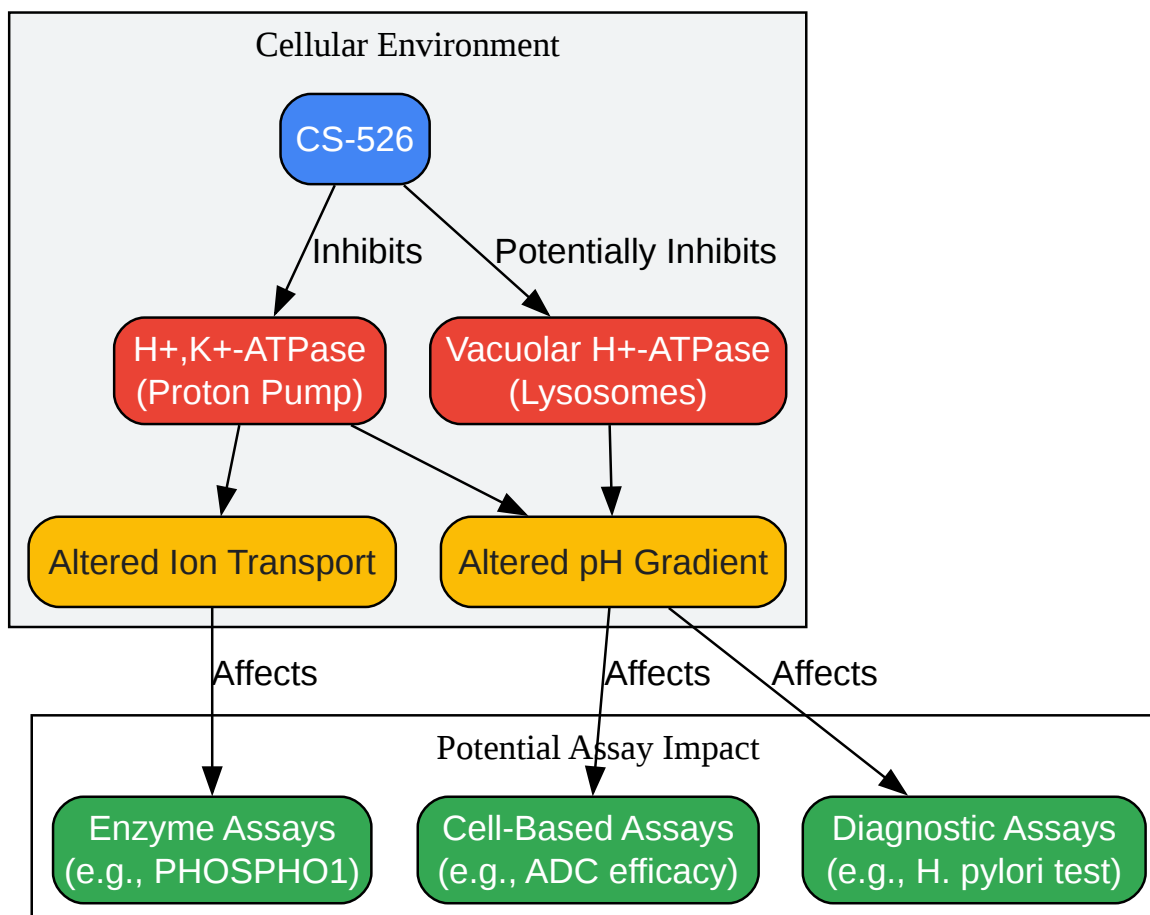 Cellular Environment
CS-526
Inhibits
Potentially Inhibits
H+,K+-ATPase
(Proton Pump)
Vacuolar H+-ATPase
(Lysosomes)
Altered Ion Transport
Altered pH Gradient
Affects
Affects
Affects
Potential Assay Impact
Enzyme Assays
(e.g., PHOSPHO1)
Cell-Based Assays
(e.g., ADC efficacy)
Diagnostic Assays
(e.g., H. pylori test)